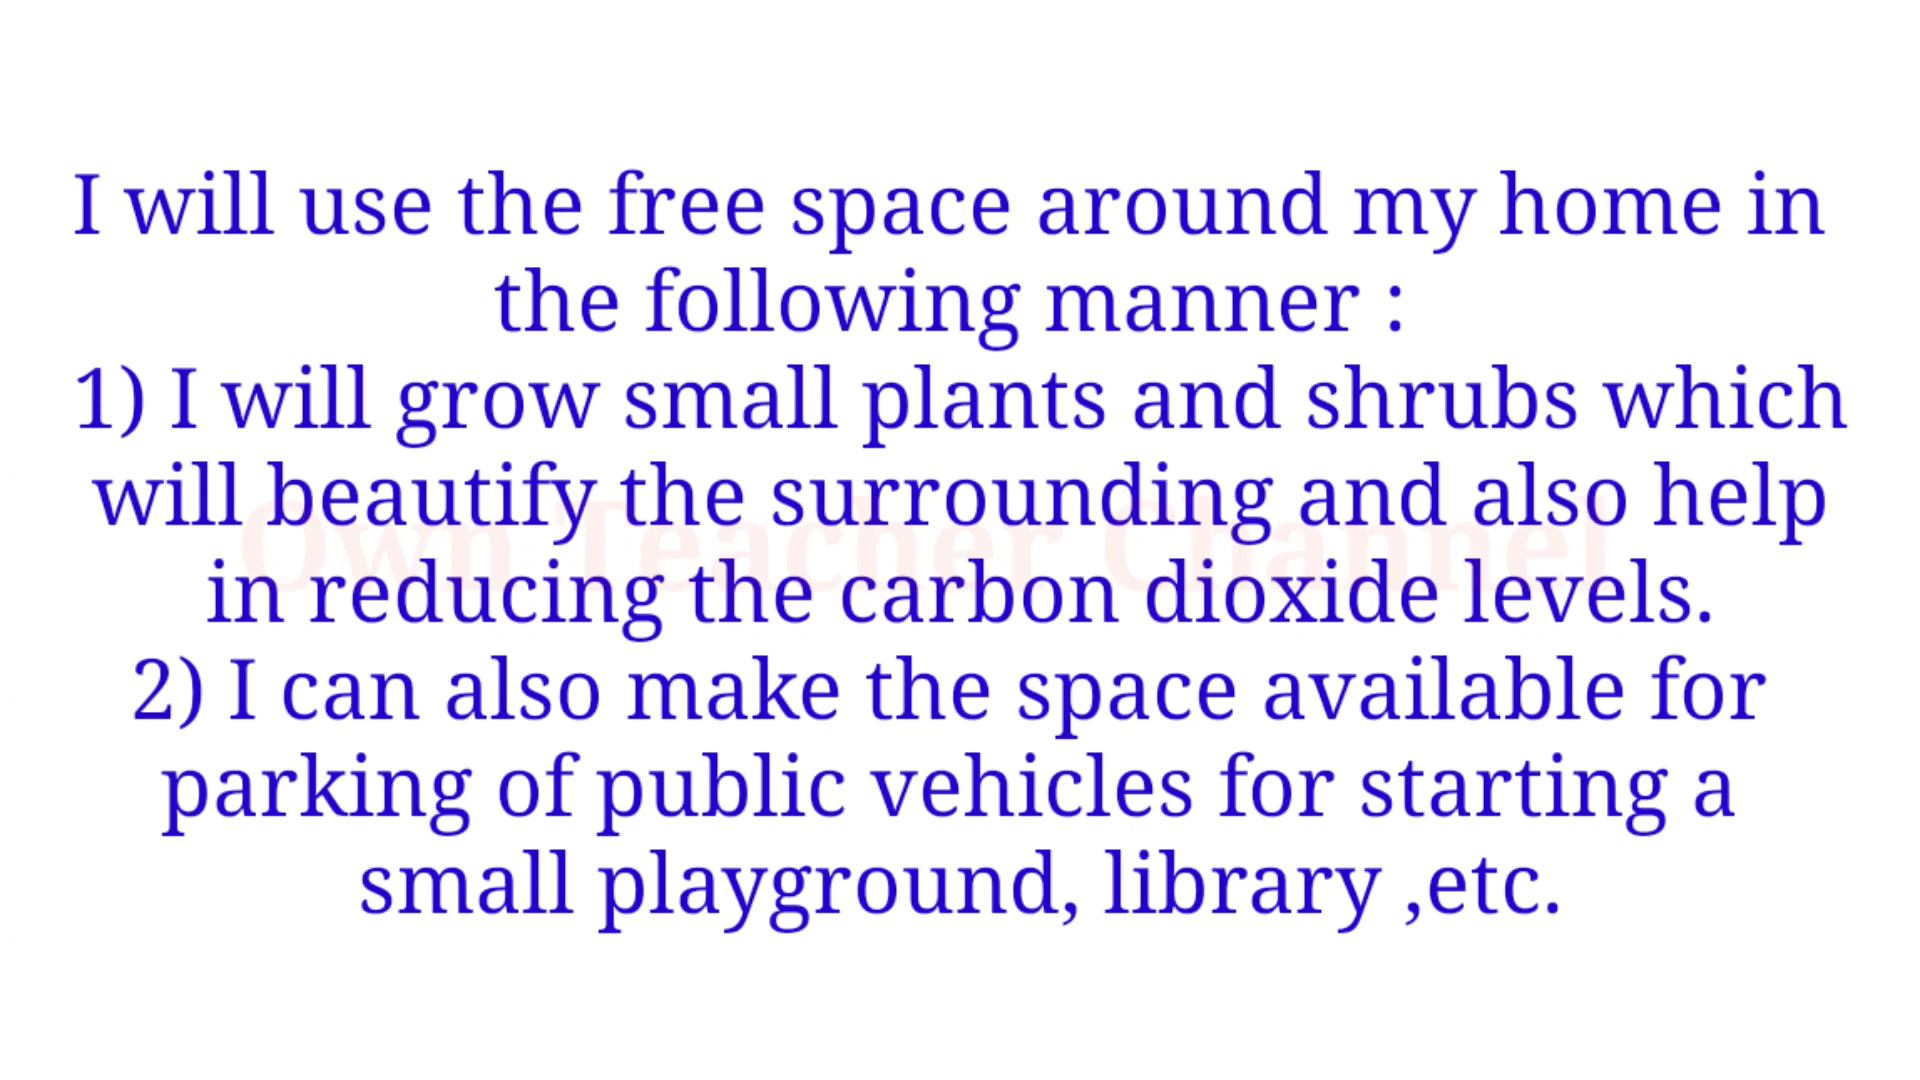 I will use the free space around my home in
the following manner :
1) I will grow small plants and shrubs which
will beautify the surrounding and also help
Own Teacher Channel
in reducing the carbon dioxide levels.
2) I can also make the space available for
parking of public vehicles for starting a
small playground, library ,etc.